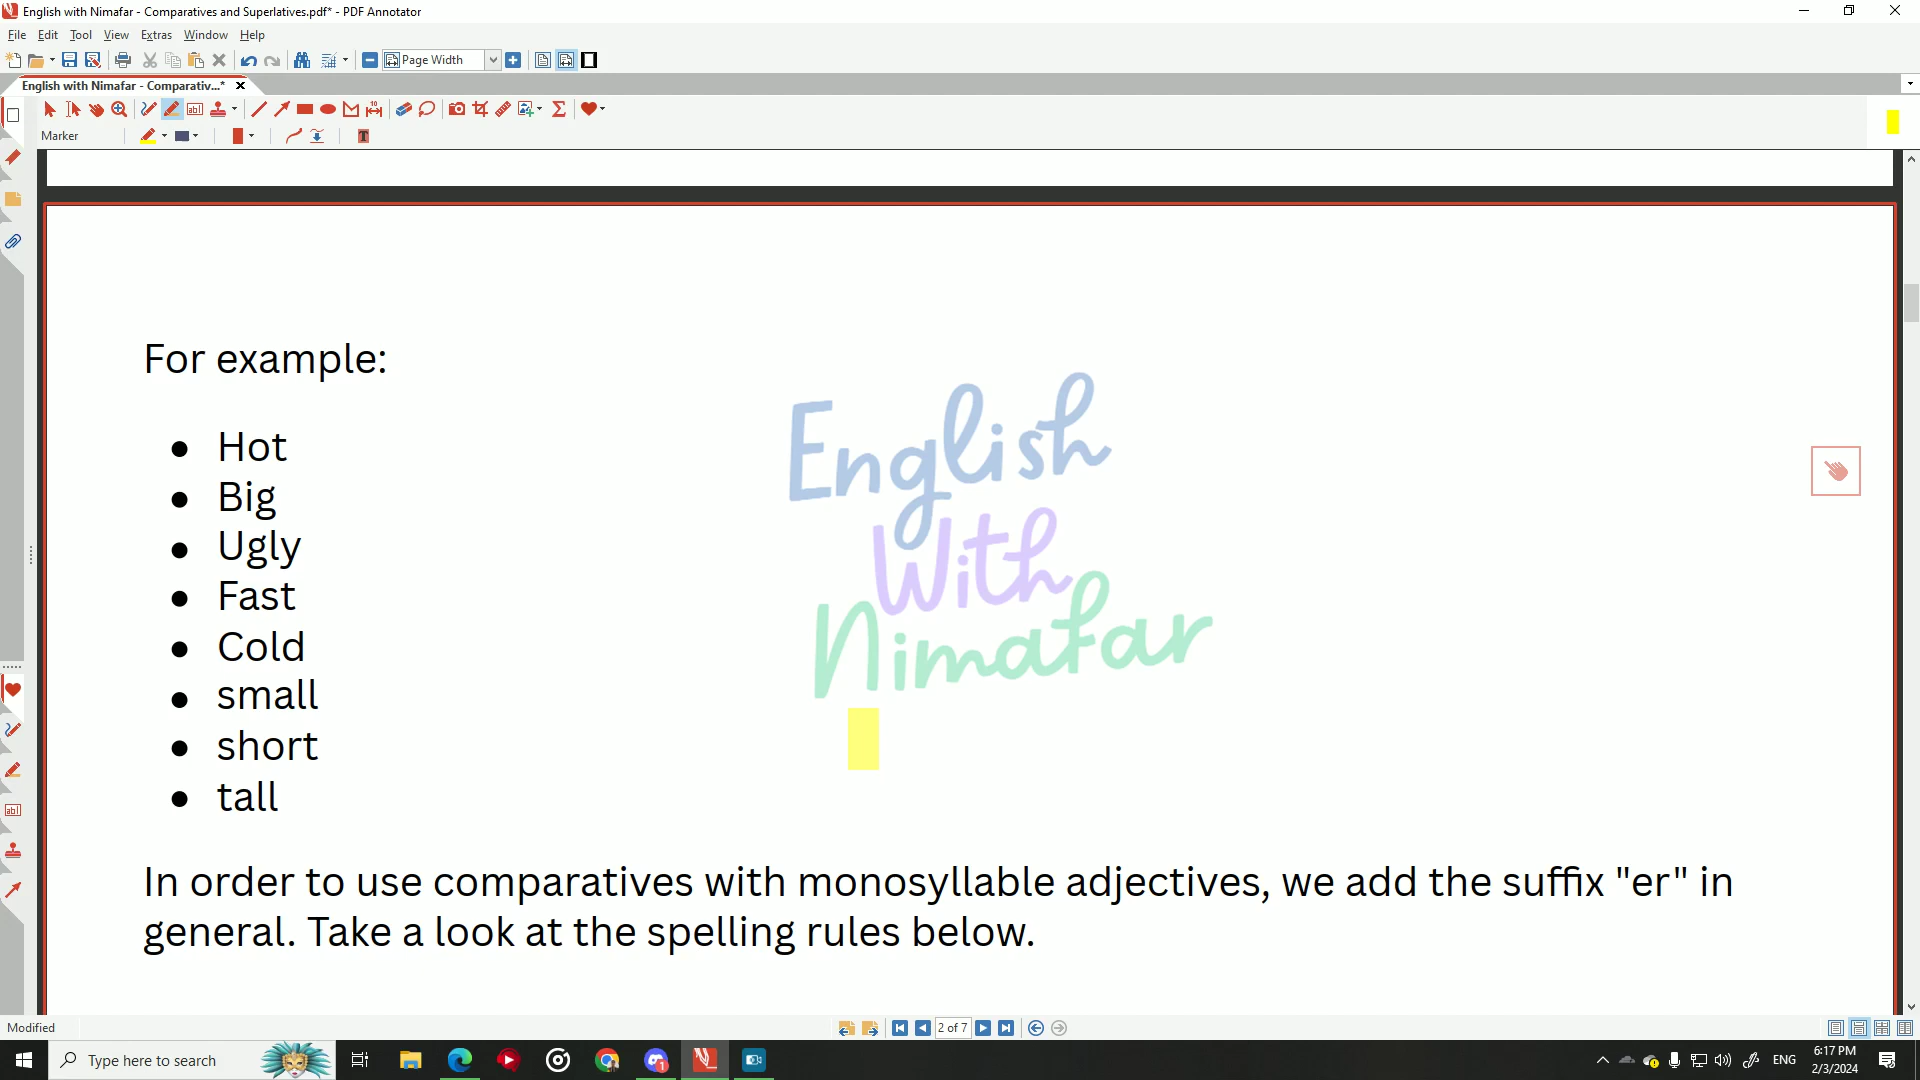 English with Nimafar - Comparatives and Superlatives.pdf* - PDF Annotator
File Edit Tool View Extras Window Help
Page Width
English with Nimafar - Comparativ...*
Marker
For example:
Hot
Big
Ugly
Fast
Cold
small
short
tall
English
With
Nimafar
In order to use comparatives with monosyllable adjectives, we add the suffix "er" in
general. Take a look at the spelling rules below.
Modified
2 of 7
Type here to search
ENG
6:17 PM
2/3/2024